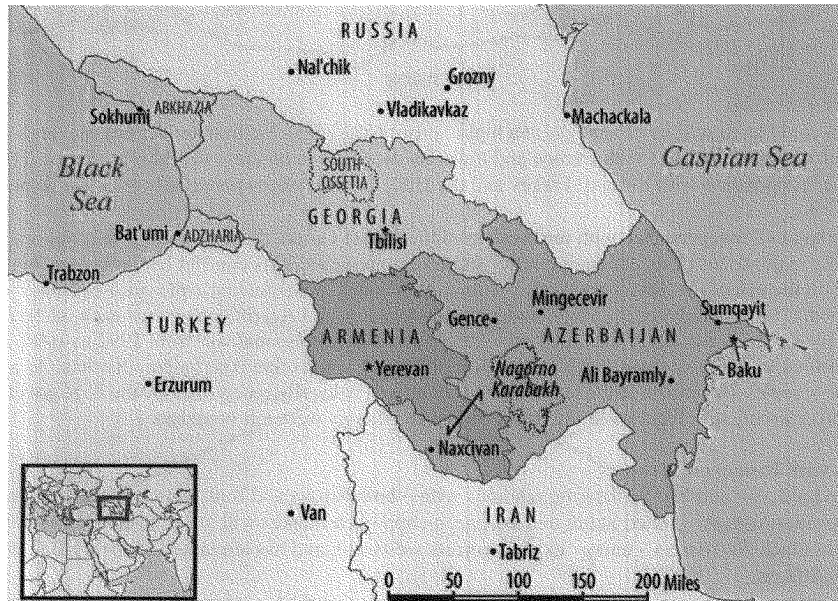 RUSSIA
Nal'chik
Grozny
Vladikavkaz
Machackala
ABKHAZIA
Sokhumi
Black
Sea
Caspian Sea
SOUTH
OSSETIA
GEORGIA
Tbilisi
Bat'umi
ADZHARIA
Trabzon
TURKEY
Erzurum
ARMENIA
Yerevan
Gence
Mingecevir
AZERBAIJAN
Sumqayit
Baku
Nagorno
Karabakh
Ali Bayramly
Naxcivan
Van
IRAN
Tabriz
0 50 100 150 200 Miles